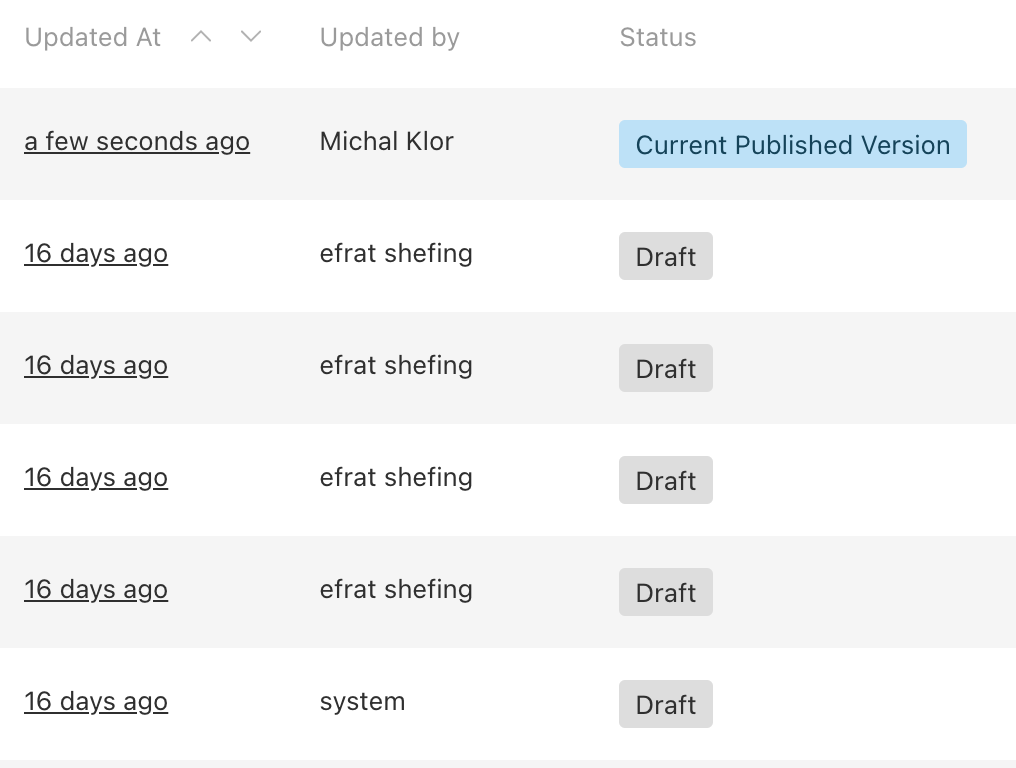 Updated At Updated by Status
a few seconds ago Michal Klor Current Published Version
16 days ago efrat shefing Draft
16 days ago efrat shefing Draft
16 days ago efrat shefing Draft
16 days ago efrat shefing Draft
16 days ago system Draft